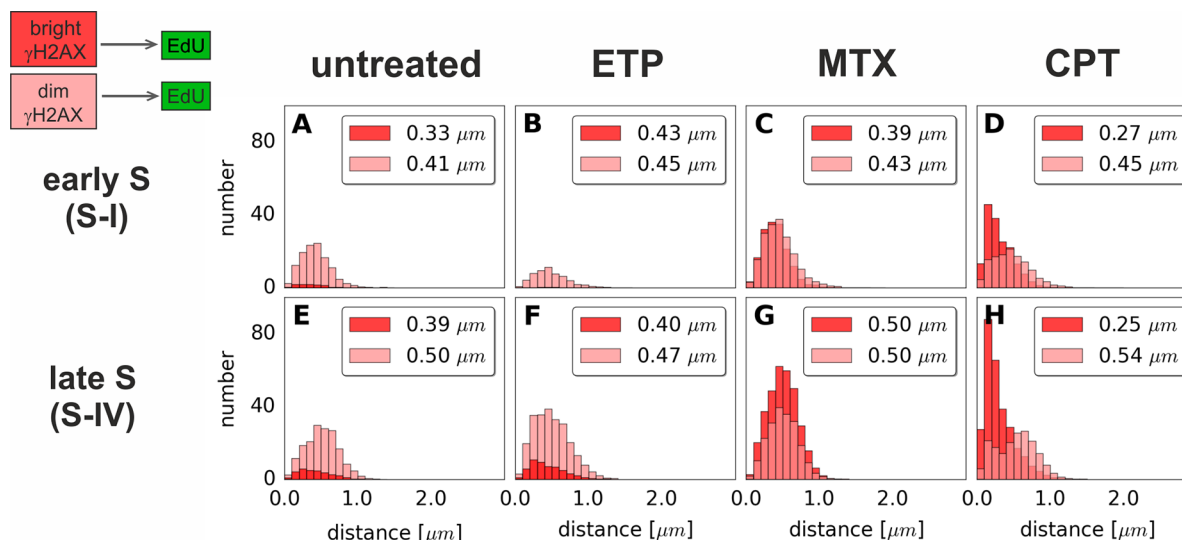 bright
γH2AX
EdU
dim
γH2AX
EdU
untreated
ETP
MTX
CPT
early S
(S-I)
number
80
40
0
A
0.33 μm
0.41 μm
B
0.43 μm
0.45 μm
C
0.39 μm
0.43 μm
D
0.27 μm
0.45 μm
late S
(S-IV)
number
80
40
0
E
0.39 μm
0.50 μm
F
0.40 μm
0.47 μm
G
0.50 μm
0.50 μm
H
0.25 μm
0.54 μm
0.0 1.0 2.0
0.0 1.0 2.0
0.0 1.0 2.0
0.0 1.0 2.0
distance [μm]
distance [μm]
distance [μm]
distance [μm]